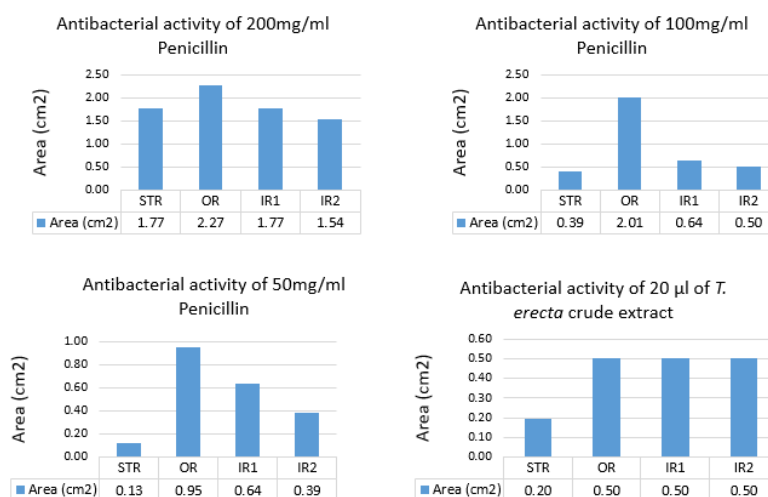 Antibacterial activity of 200mg/ml
Penicillin
Area (cm2)
2.50
2.00
1.50
1.00
0.50
0.00
STR OR IR1 IR2
Area (cm2) 1.77 2.27 1.77 1.54
Antibacterial activity of 100mg/ml
Penicillin
Area (cm2)
2.50
2.00
1.50
1.00
0.50
0.00
STR OR IR1 IR2
Area (cm2) 0.39 2.01 0.64 0.50
Antibacterial activity of 50mg/ml
Penicillin
Area (cm2)
1.00
0.80
0.60
0.40
0.20
0.00
STR OR IR1 IR2
Area (cm2) 0.13 0.95 0.64 0.39
Antibacterial activity of 20 µl of T.
erecta crude extract
Area (cm2)
0.60
0.50
0.40
0.30
0.20
0.10
0.00
STR OR IR1 IR2
Area (cm2) 0.20 0.50 0.50 0.50